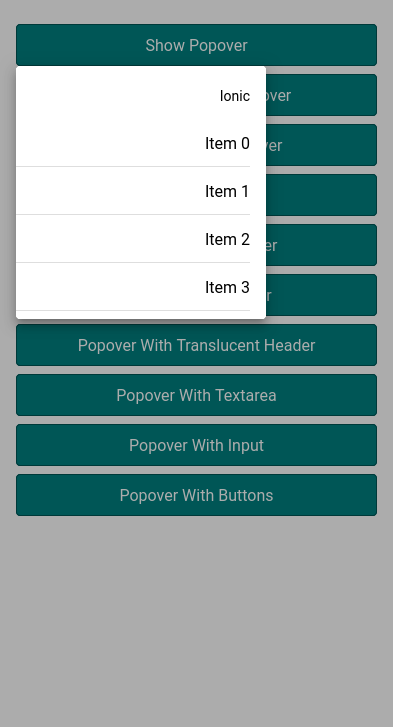 Show Popover
Ionic
Item 0
Item 1
Item 2
Item 3
Popover With Translucent Header
Popover With Textarea
Popover With Input
Popover With Buttons